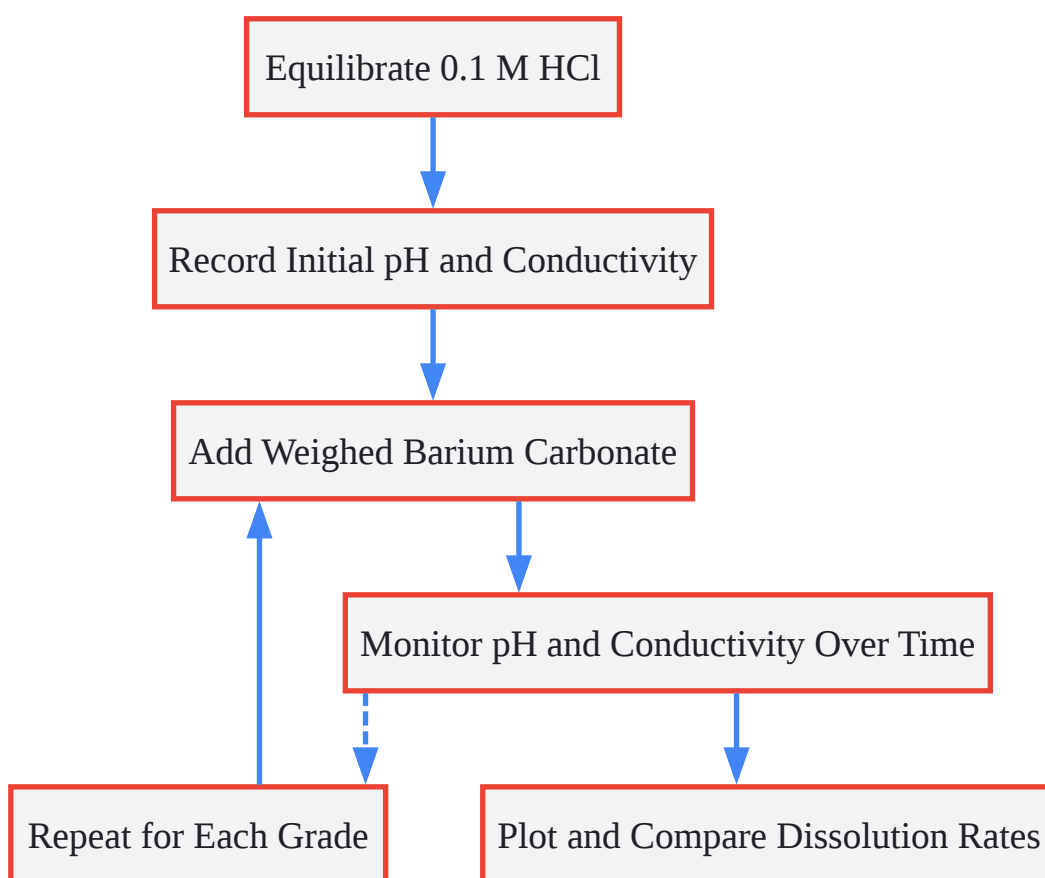 Equilibrate 0.1 M HCl
Record Initial pH and Conductivity
Add Weighed Barium Carbonate
Monitor pH and Conductivity Over Time
Repeat for Each Grade
Plot and Compare Dissolution Rates